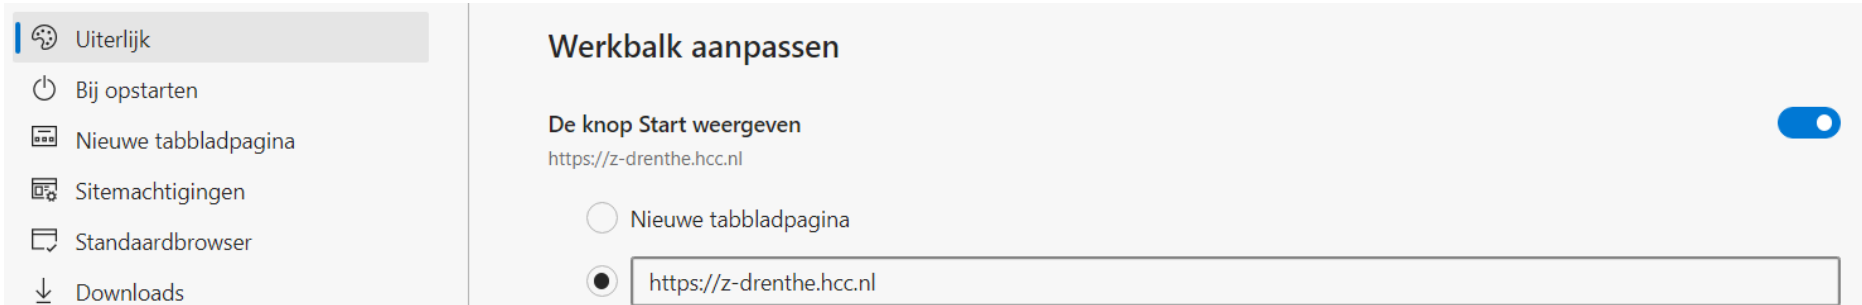 Uiterlijk
Bij opstarten
Nieuwe tabbladpagina
Sitemachtigingen
Standaardbrowser
Downloads
Werkbalk aanpassen
De knop Start weergeven
https://z-drenthe.hcc.nl
Nieuwe tabbladpagina
https://z-drenthe.hcc.nl